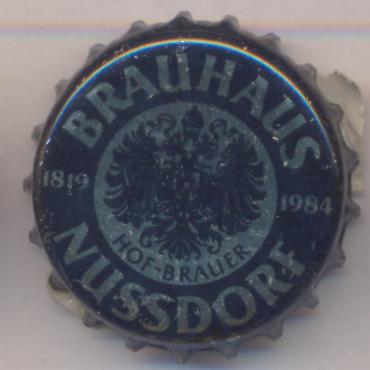 BRAUHAUS
1819 1984
HOF-BRAUER
NUSSDORF